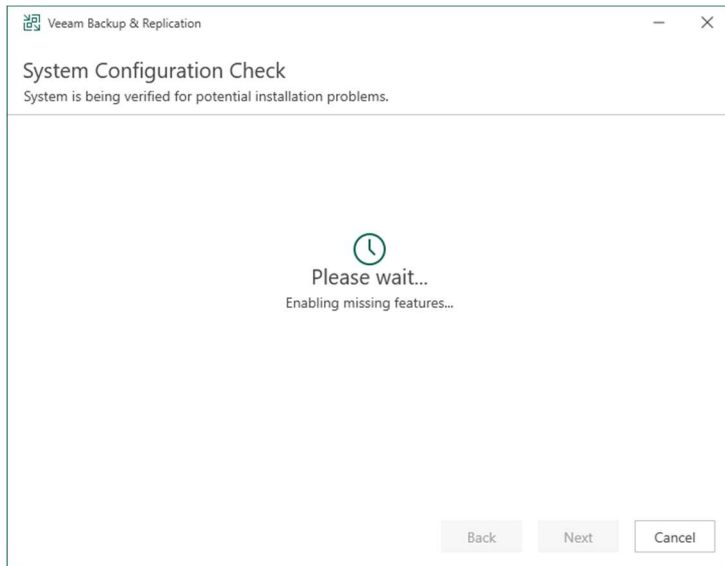 Veeam Backup & Replication
System Configuration Check
System is being verified for potential installation problems.
Please wait...
Enabling missing features...
Back
Next
Cancel